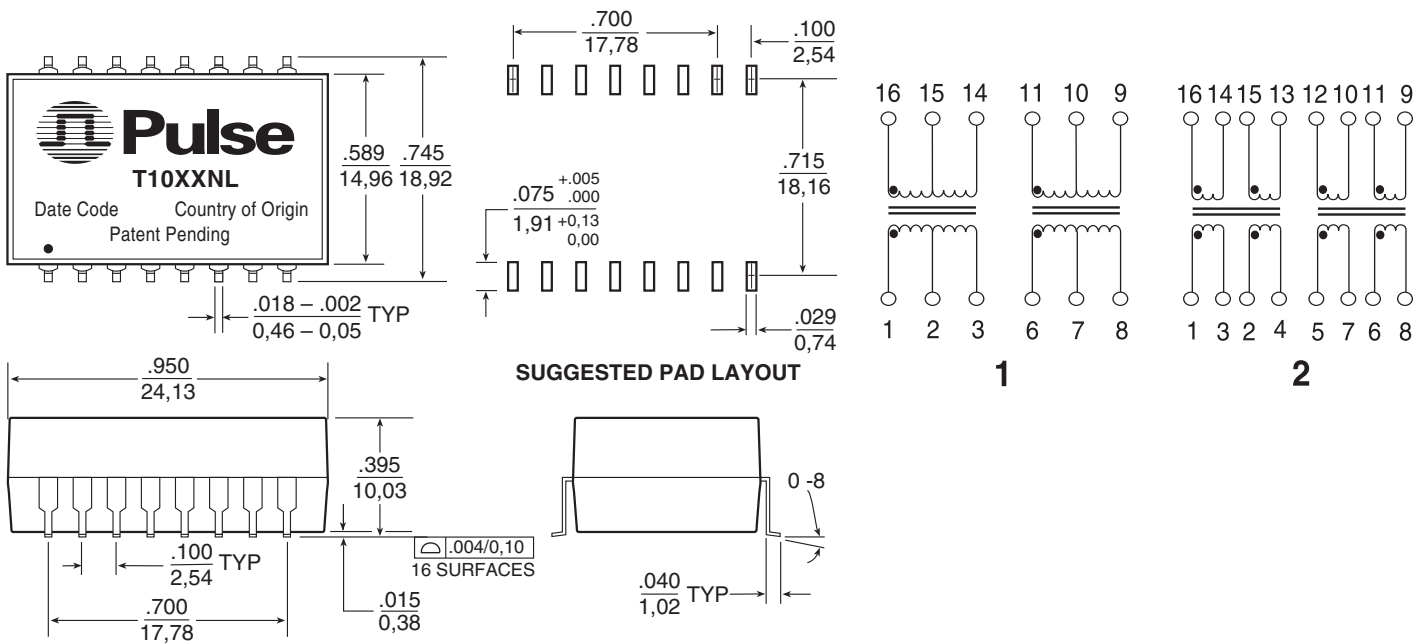 Pulse
T10XXNL
Date Code Country of Origin
Patent Pending
.589
14,96
.745
18,92
.018 – .002 TYP
0,46 – 0,05
.700
17,78
.100
2,54
.075 +.005 .000
1,91 +0,13 0,00
.715
18,16
.029
0,74
SUGGESTED PAD LAYOUT
16 15 14 11 10 9
1 2 3 6 7 8
1
16 14 15 13 12 10 11 9
1 3 2 4 5 7 6 8
2
.950
24,13
.395
10,03
.100 TYP
2,54
.700
17,78
.004/0,10
16 SURFACES
.015
0,38
0 -8
.040 TYP
1,02